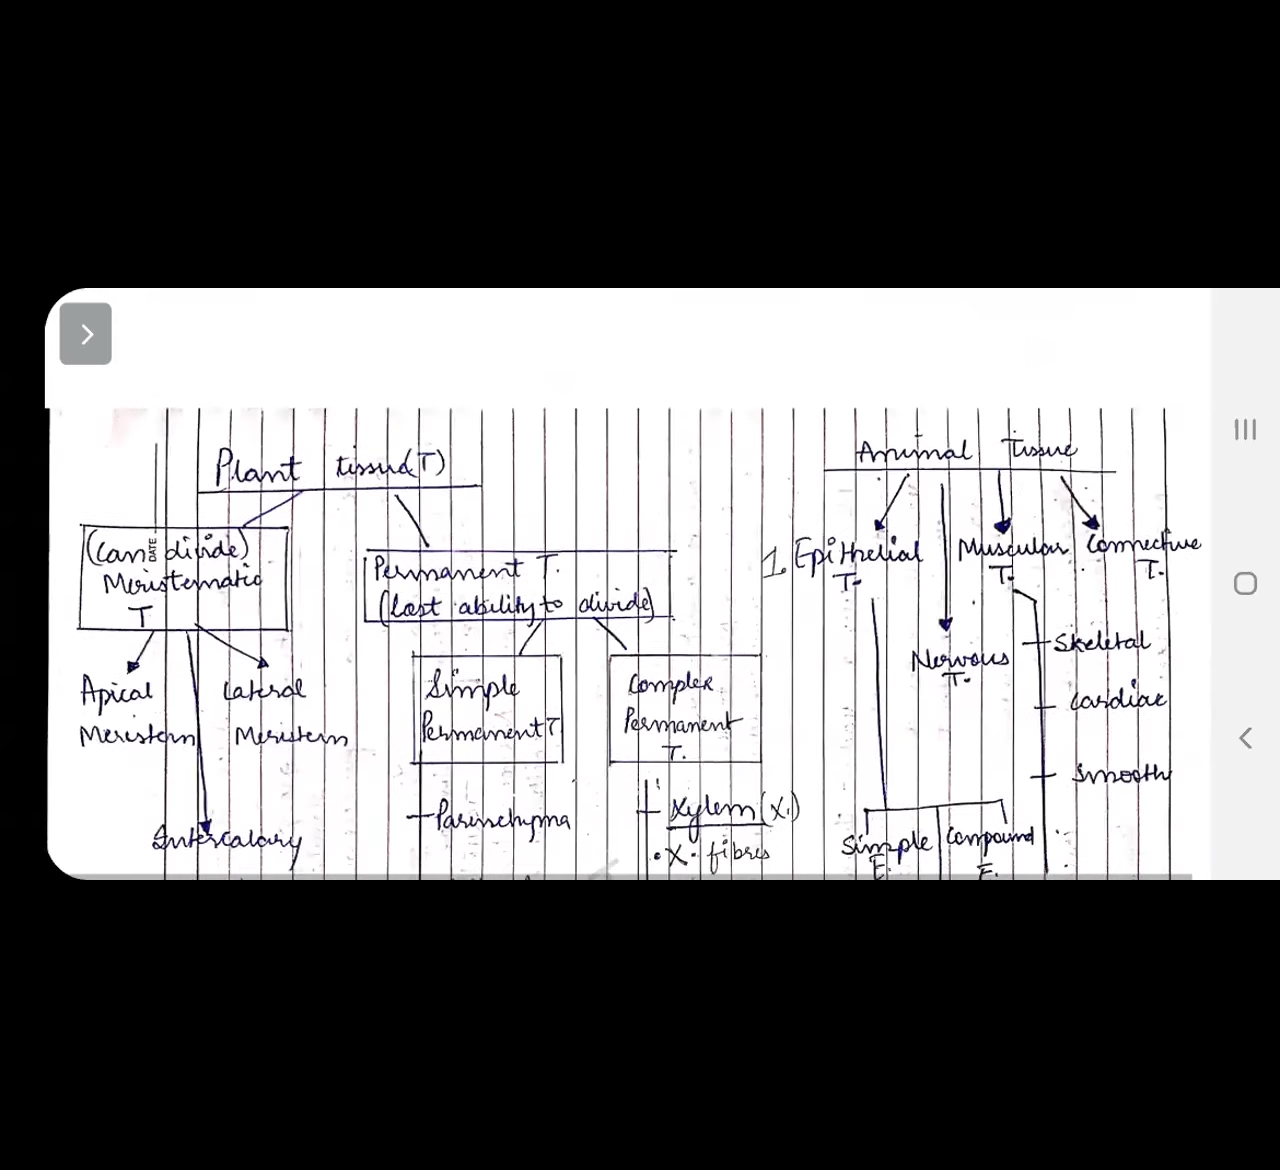 Plant tissue(T)
(Can divide)
DATE
Meristematic
T
Apical
Meristem
Lateral
Meristem
Intercalary
Permanent T.
(lost ability to divide)
Simple
Permanent T
Parenchyma
Complex
Permanent
T.
Xylem (X.)
• X. fibres
Animal Tissue
1. Epithelial
T.
Muscular
T.
Connective
T.
Nervous
T.
Skeletal
Cardiac
Smooth
Simple
E.
Compound
E.